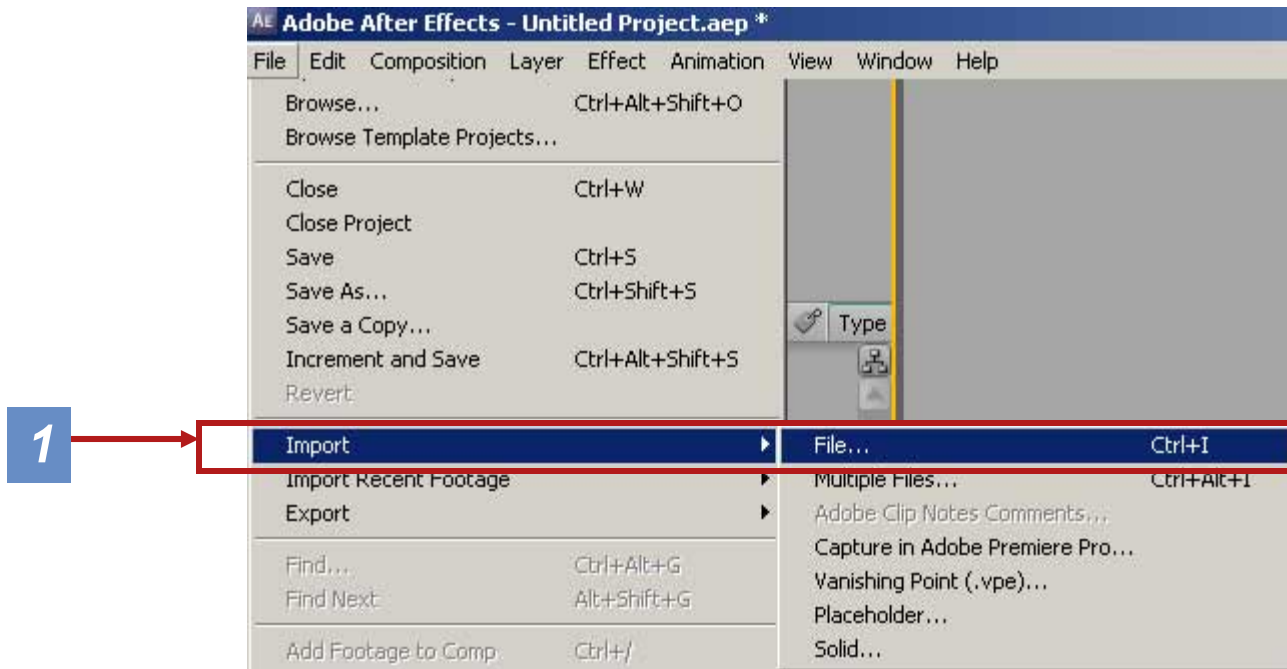 AE Adobe After Effects - Untitled Project.aep *
File Edit Composition Layer Effect Animation View Window Help
Browse... Ctrl+Alt+Shift+O
Browse Template Projects...
Close Ctrl+W
Close Project
Save Ctrl+S
Save As... Ctrl+Shift+S
Save a Copy...
Increment and Save Ctrl+Alt+Shift+S
Revert
Type
1
Import
Import Recent Footage
Export
Find... Ctrl+Alt+G
Find Next Alt+Shift+G
Add Footage to Comp Ctrl+/
File... Ctrl+I
Multiple Files... Ctrl+Alt+I
Adobe Clip Notes Comments...
Capture in Adobe Premiere Pro...
Vanishing Point (.vpe)...
Placeholder...
Solid...